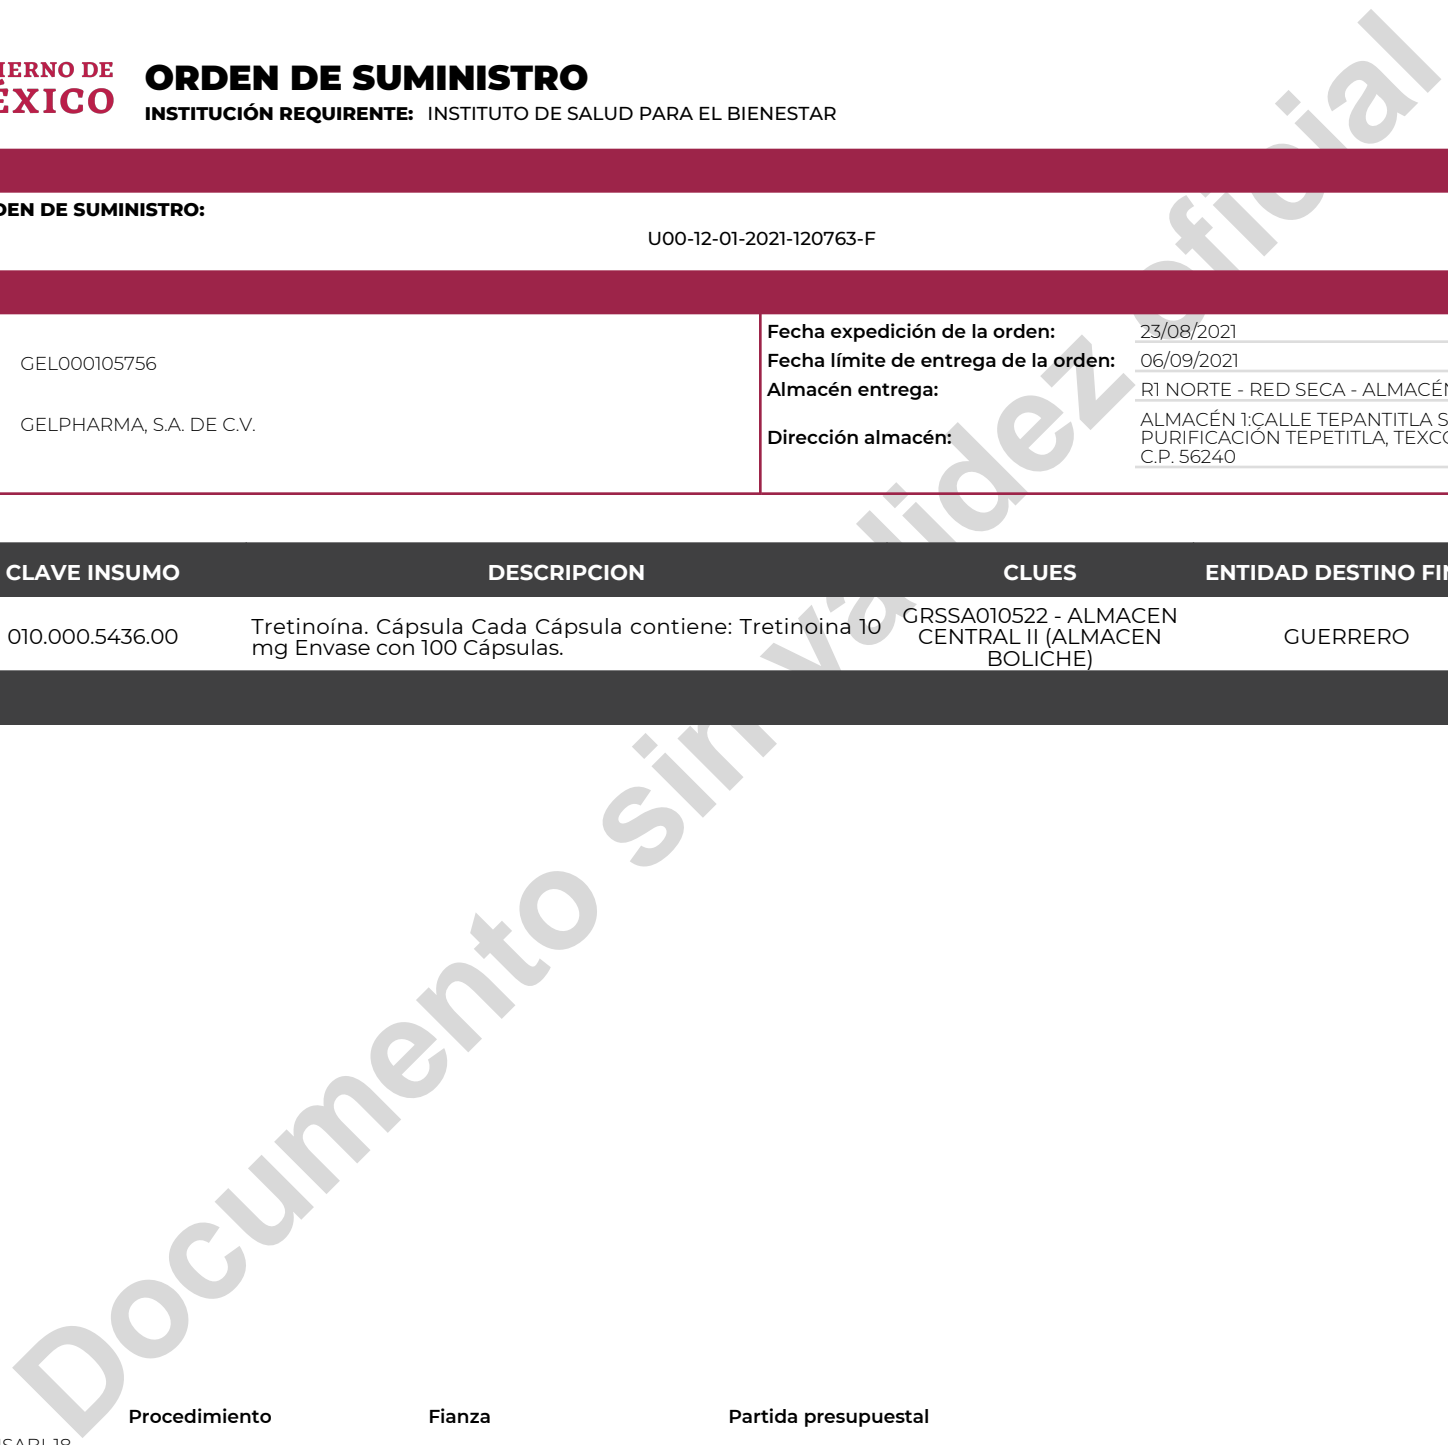 IERNO DE
ÉXICO
ORDEN DE SUMINISTRO
INSTITUCIÓN REQUIRENTE: INSTITUTO DE SALUD PARA EL BIENESTAR
DEN DE SUMINISTRO:
U00-12-01-2021-120763-F
GEL000105756
GELPHARMA, S.A. DE C.V.
Fecha expedición de la orden: 23/08/2021
Fecha límite de entrega de la orden: 06/09/2021
Almacén entrega: R1 NORTE - RED SECA - ALMACÉN
Dirección almacén:
ALMACÉN 1:CALLE TEPANTITLA S
PURIFICACIÓN TEPETITLA, TEXCO
C.P. 56240
CLAVE INSUMO DESCRIPCION CLUES ENTIDAD DESTINO FIN
010.000.5436.00
Tretinoína. Cápsula Cada Cápsula contiene: Tretinoina 10
mg Envase con 100 Cápsulas.
GRSSA010522 - ALMACEN
CENTRAL II (ALMACEN
BOLICHE)
GUERRERO
Documento sin validez oficial
Procedimiento Fianza Partida presupuestal